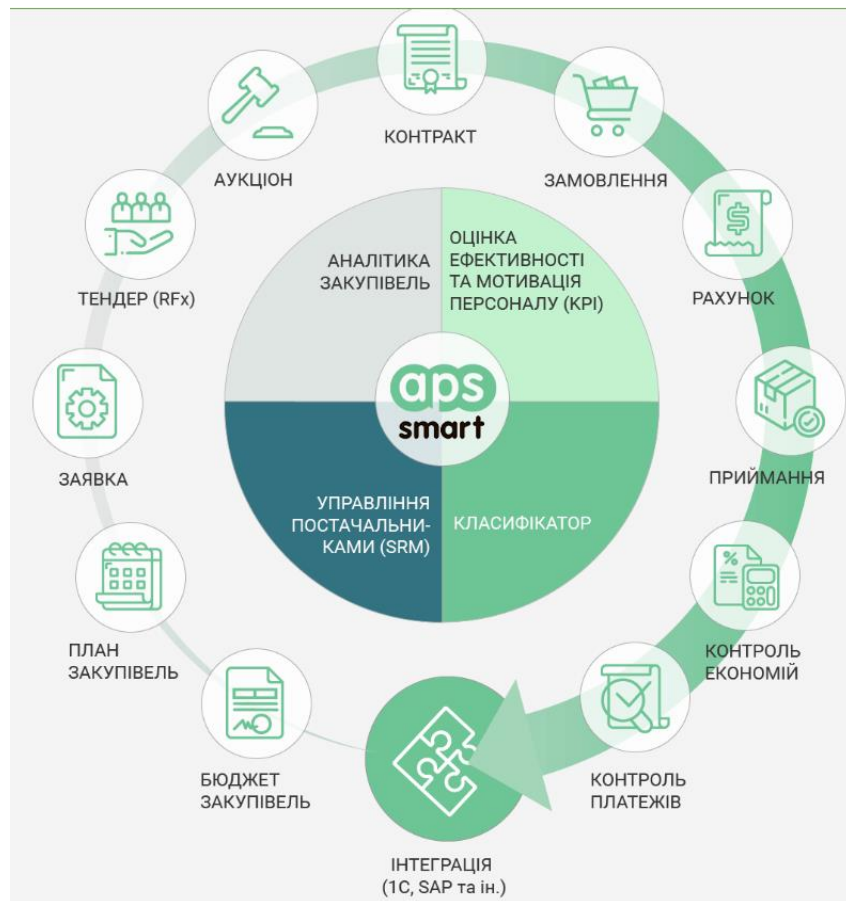 КОНТРАКТ
АУКЦІОН
ЗАМОВЛЕННЯ
ТЕНДЕР (RFx)
РАХУНОК
ЗАЯВКА
ПРИЙМАННЯ
ПЛАН
ЗАКУПІВЕЛЬ
КОНТРОЛЬ
ЕКОНОМІЙ
БЮДЖЕТ
ЗАКУПІВЕЛЬ
КОНТРОЛЬ
ПЛАТЕЖІВ
ІНТЕГРАЦІЯ
(1C, SAP та ін.)
АНАЛІТИКА
ЗАКУПІВЕЛЬ
ОЦІНКА
ЕФЕКТИВНОСТІ
ТА МОТИВАЦІЯ
ПЕРСОНАЛУ (KPI)
aps
smart
УПРАВЛІННЯ
ПОСТАЧАЛЬНИ-
КАМИ (SRM)
КЛАСИФІКАТОР
$
%